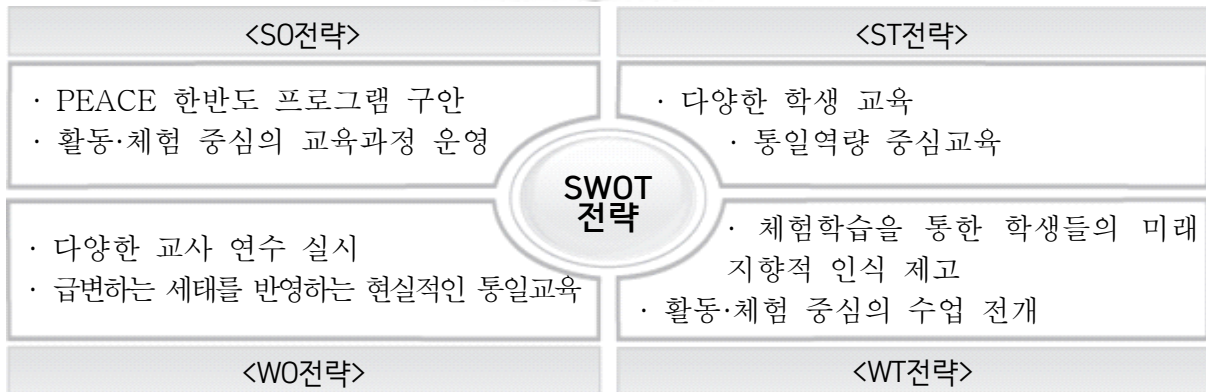 <SO전략>
<ST전략>
· PEACE 한반도 프로그램 구안
· 활동·체험 중심의 교육과정 운영
· 다양한 학생 교육
· 통일역량 중심교육
SWOT
전략
· 다양한 교사 연수 실시
· 급변하는 세태를 반영하는 현실적인 통일교육
· 체험학습을 통한 학생들의 미래
지향적 인식 제고
· 활동·체험 중심의 수업 전개
<WO전략>
<WT전략>